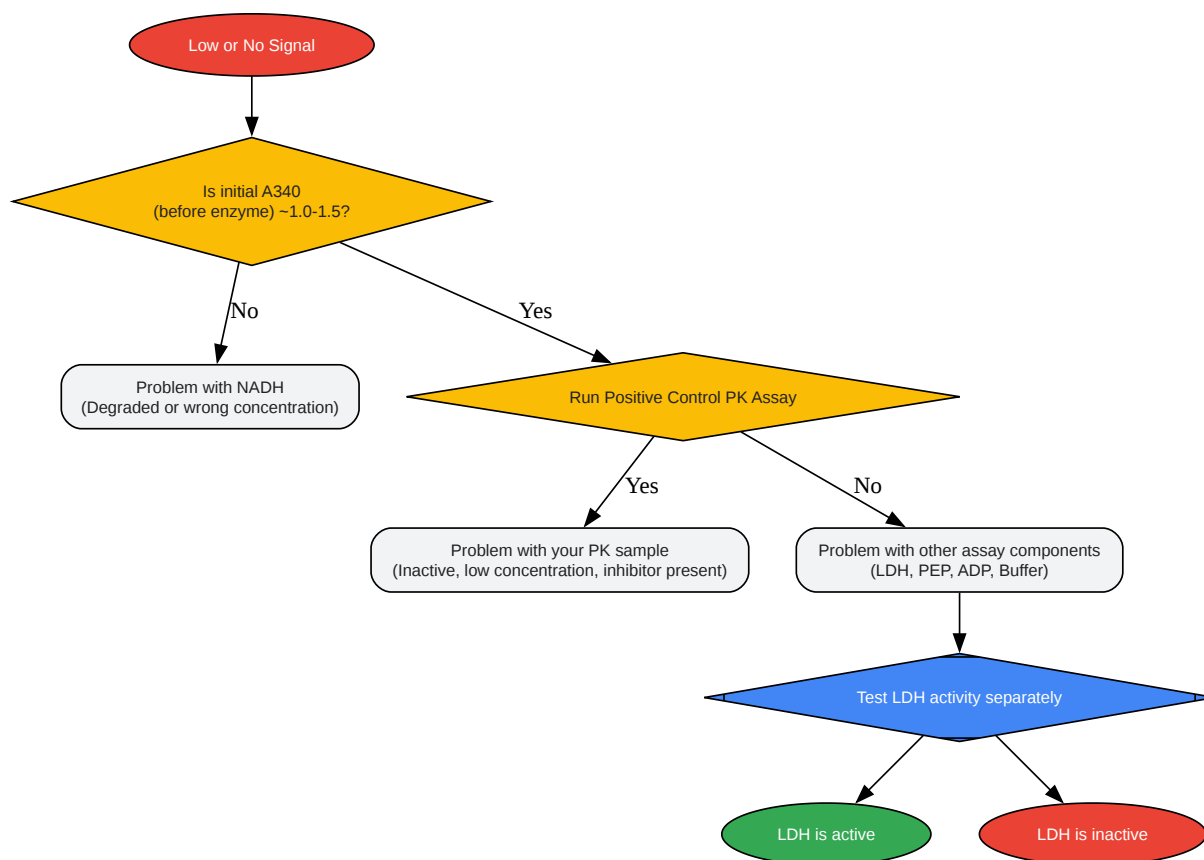 Low or No Signal
Is initial A340
(before enzyme) ~1.0-1.5?
No
Yes
Problem with NADH
(Degraded or wrong concentration)
Run Positive Control PK Assay
Yes
No
Problem with your PK sample
(Inactive, low concentration, inhibitor present)
Problem with other assay components
(LDH, PEP, ADP, Buffer)
Test LDH activity separately
LDH is active
LDH is inactive